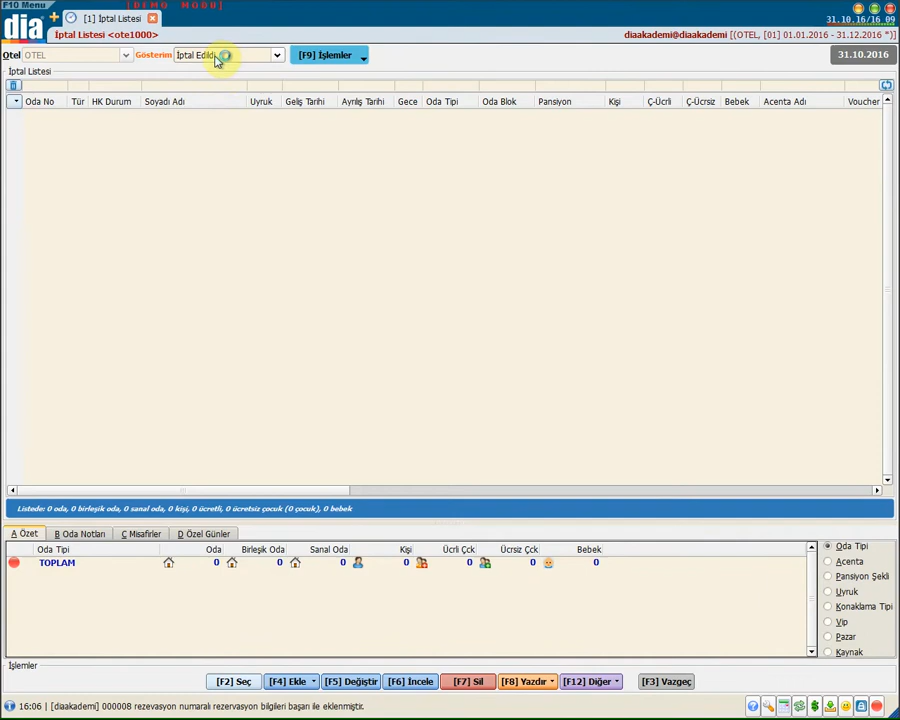 F10 Menu
[DEMO MODU]
[1] İptal Listesi
31.10.16/16 09
dia
İptal Listesi <ote1000>
diaakademi@diaakademi [(OTEL, [01] 01.01.2016 - 31.12.2016 *)]
Otel OTEL Gösterim İptal Edildi [F9] İşlemler 31.10.2016
İptal Listesi
Oda No Tür HK Durum Soyadı Adı Uyruk Geliş Tarihi Ayrılış Tarihi Gece Oda Tipi Oda Blok Pansiyon Kişi Ç-Ücrli Ç-Ücrsiz Bebek Acenta Adı Voucher
Listede: 0 oda, 0 birleşik oda, 0 sanal oda, 0 kişi, 0 ücretli, 0 ücretsiz çocuk (0 çocuk), 0 bebek
A Özet B Oda Notları C Misafirler D Özel Günler
Oda Tipi Oda Birleşik Oda Sanal Oda Kişi Ücrli Çck Ücrsiz Çck Bebek
TOPLAM 0 0 0 0 0 0 0
Oda Tipi
Acenta
Pansiyon Şekli
Uyruk
Konaklama Tipi
Vip
Pazar
Kaynak
İşlemler
[F2] Seç [F4] Ekle [F5] Değiştir [F6] İncele [F7] Sil [F8] Yazdır [F12] Diğer [F3] Vazgeç
16:06 | [diaakademi] 000008 rezervasyon numaralı rezervasyon bilgileri başarı ile eklenmiştir.